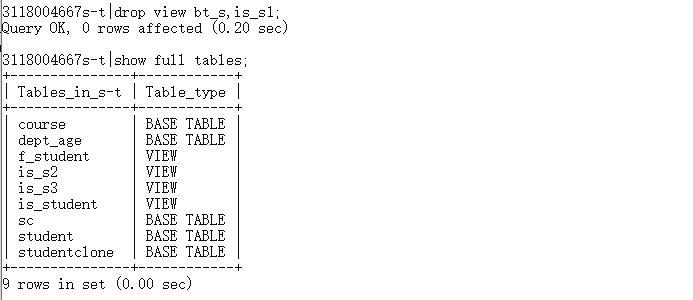 3118004667s-t|drop view bt_s,is_s1;
Query OK, 0 rows affected (0.20 sec)
3118004667s-t|show full tables;
+--------------+------------+
| Tables_in_s-t | Table_type |
+--------------+------------+
| course | BASE TABLE |
| dept_age | BASE TABLE |
| f_student | VIEW |
| is_s2 | VIEW |
| is_s3 | VIEW |
| is_student | VIEW |
| sc | BASE TABLE |
| student | BASE TABLE |
| studentclone | BASE TABLE |
+--------------+------------+
9 rows in set (0.00 sec)